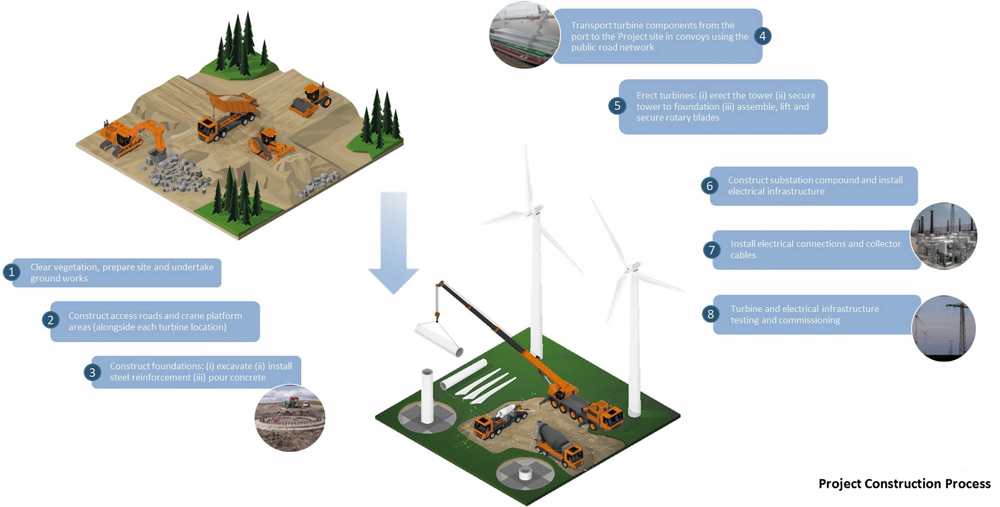 1
Clear vegetation, prepare site and undertake
ground works
2
Construct access roads and crane platform
areas (alongside each turbine location)
3
Construct foundations: (i) excavate (ii) install
steel reinforcement (iii) pour concrete
Transport turbine components from the
port to the Project site in convoys using the
public road network
4
5
Erect turbines: (i) erect the tower (ii) secure
tower to foundation (iii) assemble, lift and
secure rotary blades
6
Construct substation compound and install
electrical infrastructure
7
Install electrical connections and collector
cables
8
Turbine and electrical infrastructure
testing and commissioning
Project Construction Process